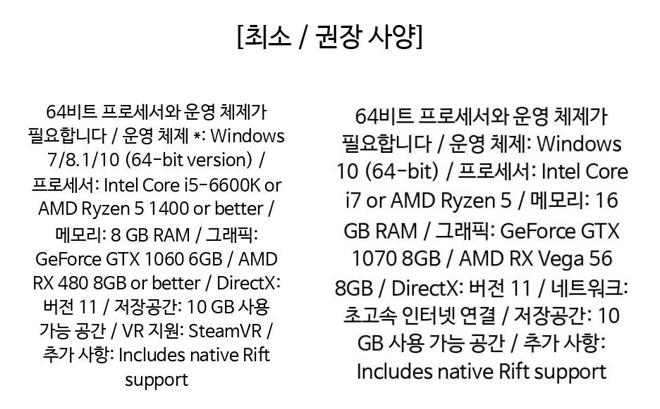 [최소 / 권장 사양]
64비트 프로세서와 운영 체제가
필요합니다 / 운영 체제 *: Windows
7/8.1/10 (64-bit version) /
프로세서: Intel Core i5-6600K or
AMD Ryzen 5 1400 or better /
메모리: 8 GB RAM / 그래픽:
GeForce GTX 1060 6GB / AMD
RX 480 8GB or better / DirectX:
버전 11 / 저장공간: 10 GB 사용
가능 공간 / VR 지원: SteamVR /
추가 사항: Includes native Rift
support
64비트 프로세서와 운영 체제가
필요합니다 / 운영 체제: Windows
10 (64-bit) / 프로세서: Intel Core
i7 or AMD Ryzen 5 / 메모리: 16
GB RAM / 그래픽: GeForce GTX
1070 8GB / AMD RX Vega 56
8GB / DirectX: 버전 11 / 네트워크:
초고속 인터넷 연결 / 저장공간: 10
GB 사용 가능 공간 / 추가 사항:
Includes native Rift support